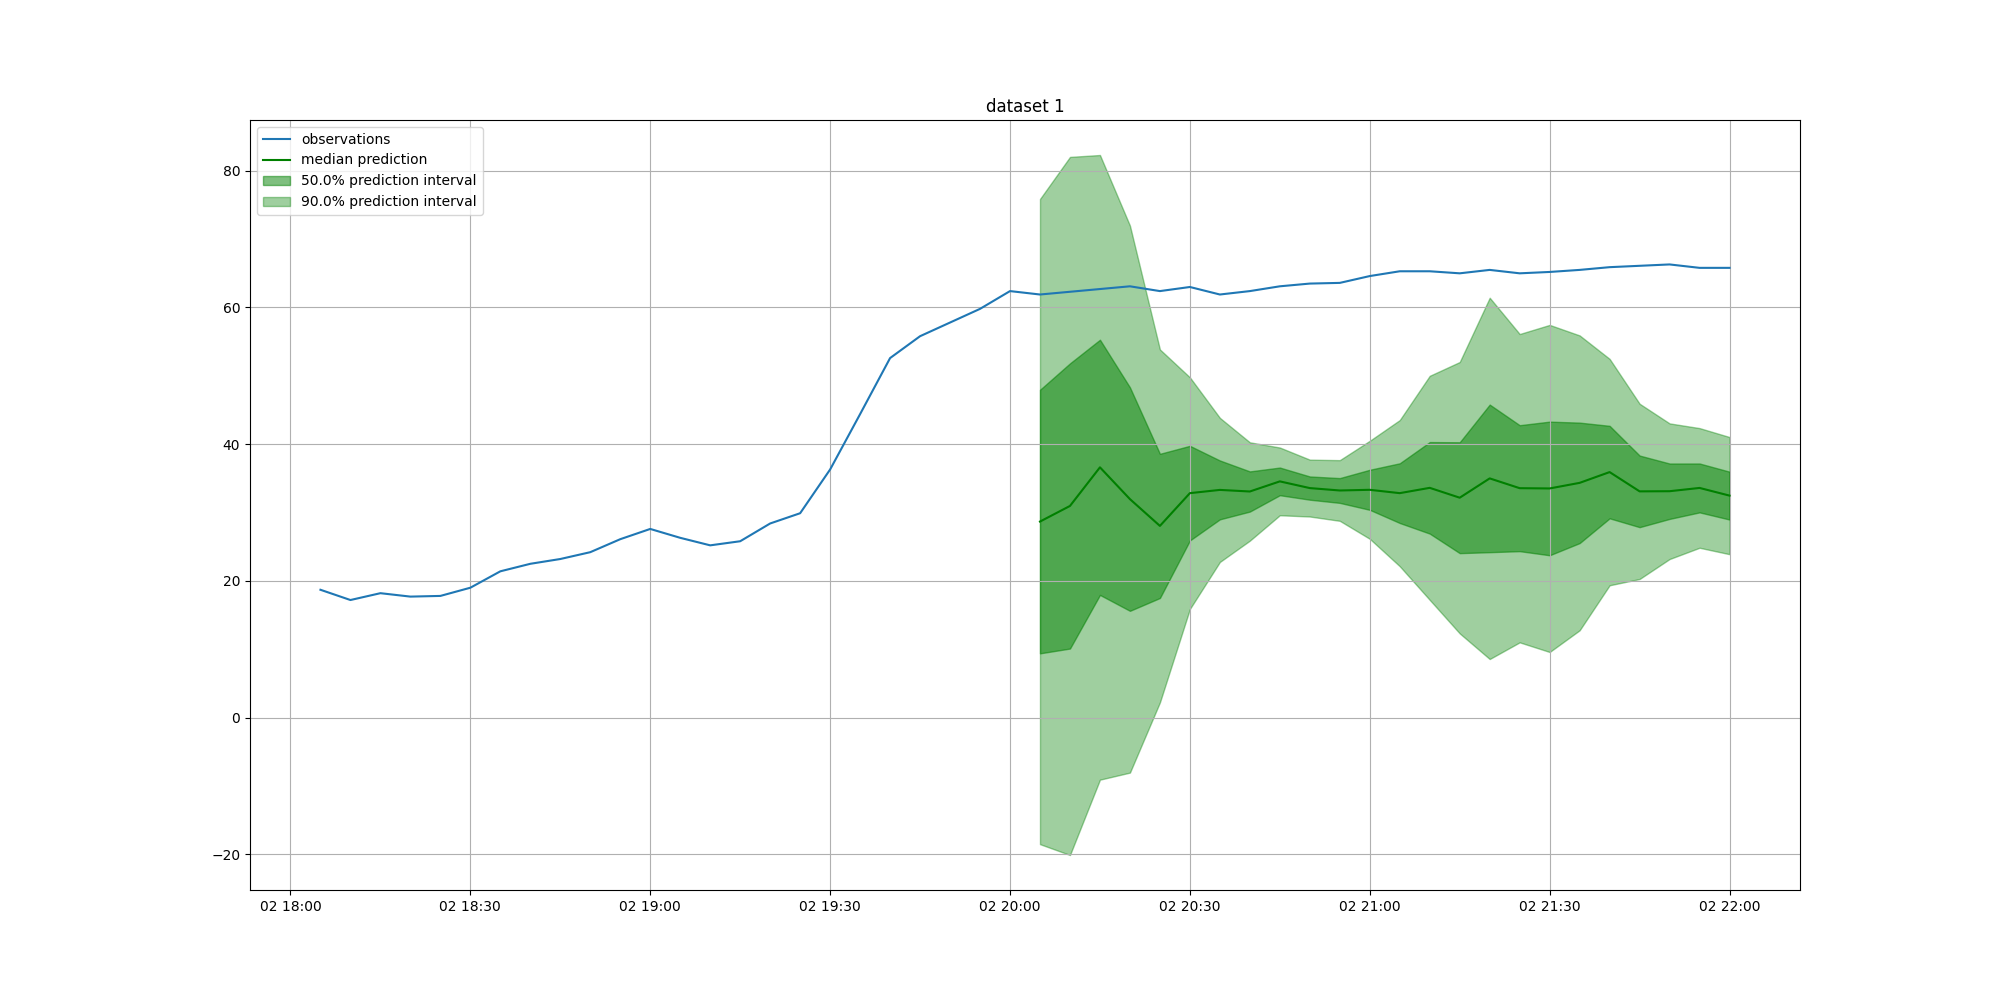 dataset 1
observations
median prediction
50.0% prediction interval
90.0% prediction interval
80
60
40
20
0
−20
02 18:00 02 18:30 02 19:00 02 19:30 02 20:00 02 20:30 02 21:00 02 21:30 02 22:00